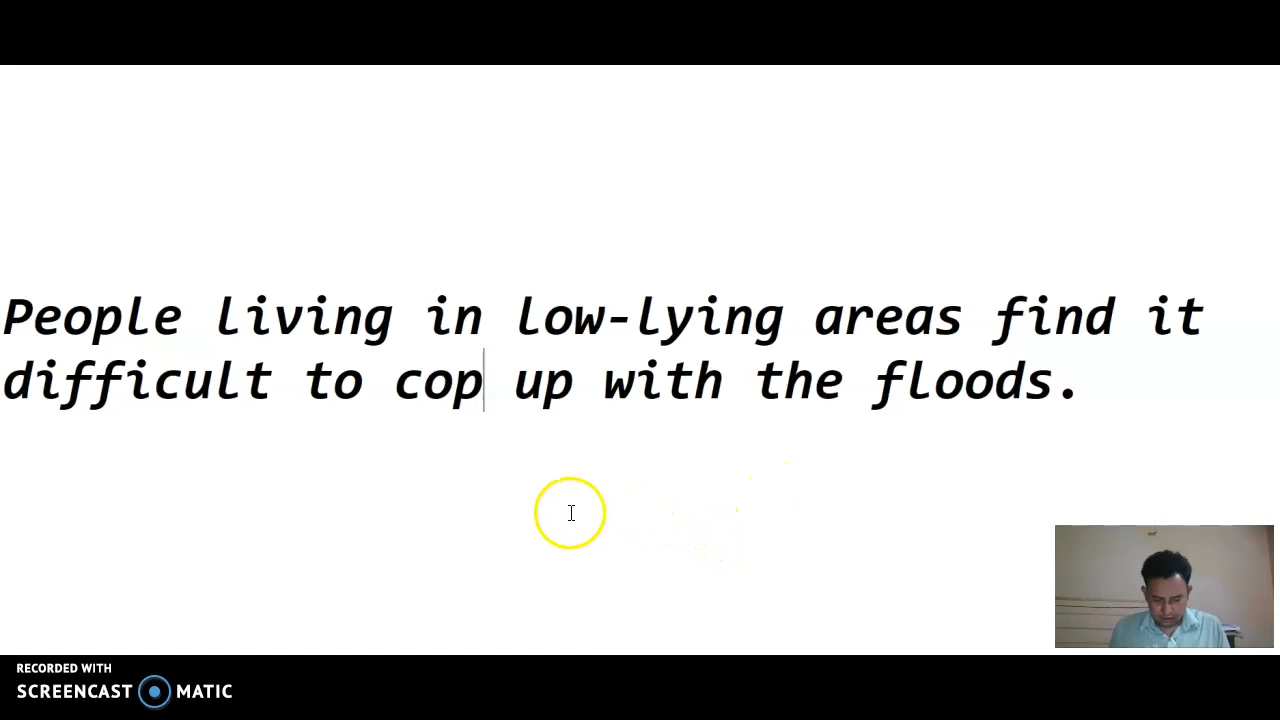 People living in low-lying areas find it
difficult to cop up with the floods.
RECORDED WITH
SCREENCAST MATIC